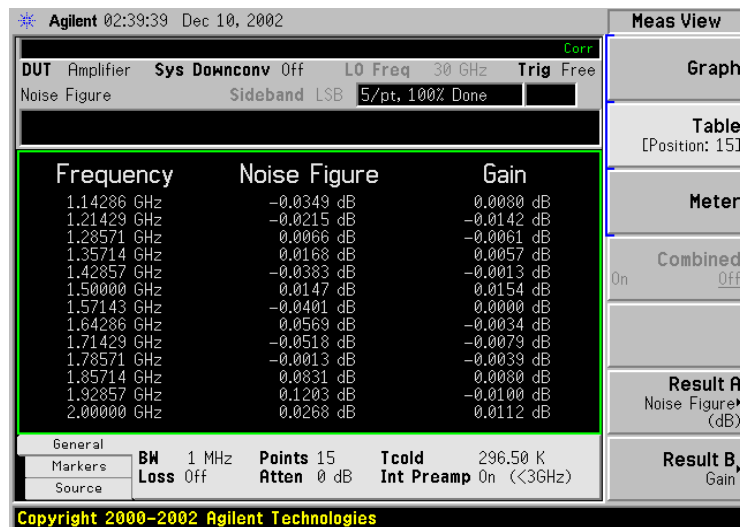 Agilent 02:39:39 Dec 10, 2002
Meas View
Corr
DUT Amplifier Sys Downconv Off LO Freq 30 GHz Trig Free
Noise Figure Sideband LSB 5/pt, 100% Done
Frequency Noise Figure Gain
1.14286 GHz -0.0349 dB 0.0080 dB
1.21429 GHz -0.0215 dB -0.0142 dB
1.28571 GHz 0.0066 dB -0.0061 dB
1.35714 GHz 0.0168 dB 0.0057 dB
1.42857 GHz -0.0383 dB -0.0013 dB
1.50000 GHz 0.0147 dB 0.0154 dB
1.57143 GHz -0.0401 dB 0.0000 dB
1.64286 GHz 0.0569 dB -0.0034 dB
1.71429 GHz -0.0518 dB -0.0079 dB
1.78571 GHz -0.0013 dB -0.0039 dB
1.85714 GHz 0.0831 dB 0.0080 dB
1.92857 GHz 0.1203 dB -0.0100 dB
2.00000 GHz 0.0268 dB 0.0112 dB
General
Markers
Source
BW 1 MHz Points 15 Tcold 296.50 K
Loss Off Atten 0 dB Int Preamp On (<3GHz)
Copyright 2000-2002 Agilent Technologies
Graph
Table
[Position: 15]
Meter
Combined
On Off
Result A
Noise Figure
(dB)
Result B
Gain